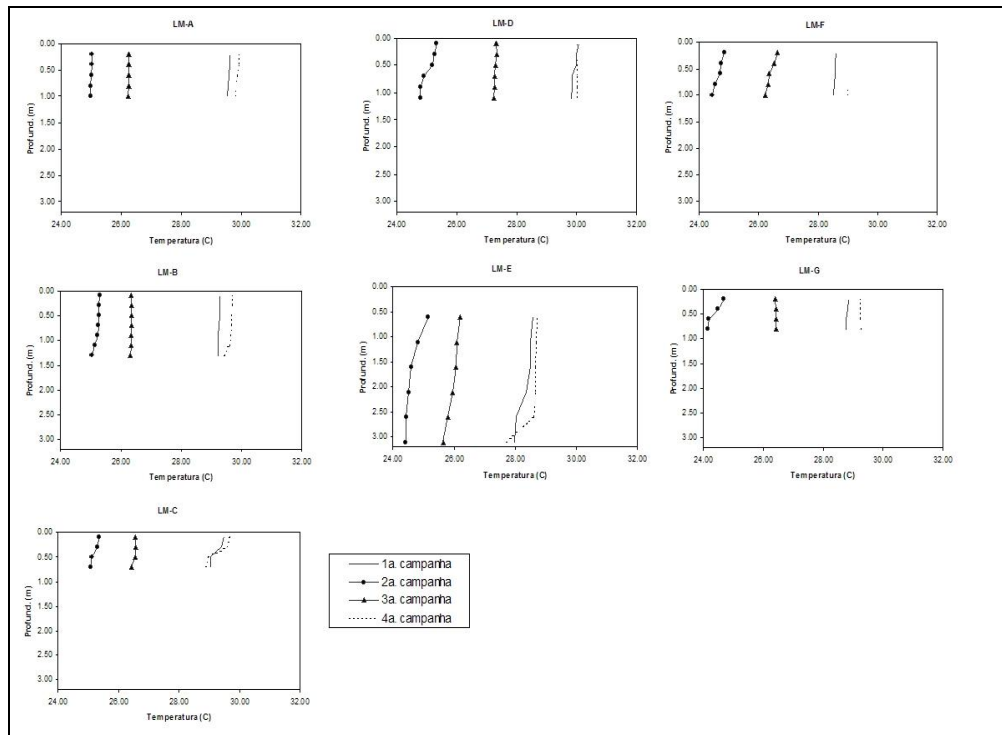 LM-A
0.00
0.50
1.00
1.50
2.00
2.50
3.00
Profund. (m)
24.00 26.00 28.00 30.00 32.00
Temperatura (C)
LM-D
0.00
0.50
1.00
1.50
2.00
2.50
3.00
Profund. (m)
24.00 26.00 28.00 30.00 32.00
Temperatura (C)
LM-F
0.00
0.50
1.00
1.50
2.00
2.50
3.00
Profund. (m)
24.00 26.00 28.00 30.00 32.00
Temperatura (C)
LM-B
0.00
0.50
1.00
1.50
2.00
2.50
3.00
Profund. (m)
24.00 26.00 28.00 30.00 32.00
Temperatura (C)
LM-E
0.00
0.50
1.00
1.50
2.00
2.50
3.00
Profund. (m)
24.00 26.00 28.00 30.00 32.00
Temperatura (C)
LM-G
0.00
0.50
1.00
1.50
2.00
2.50
3.00
Profund. (m)
24.00 26.00 28.00 30.00 32.00
Temperatura (C)
LM-C
0.00
0.50
1.00
1.50
2.00
2.50
3.00
Profund. (m)
24.00 26.00 28.00 30.00 32.00
Temperatura (C)
1a. campanha
2a. campanha
3a. campanha
4a. campanha